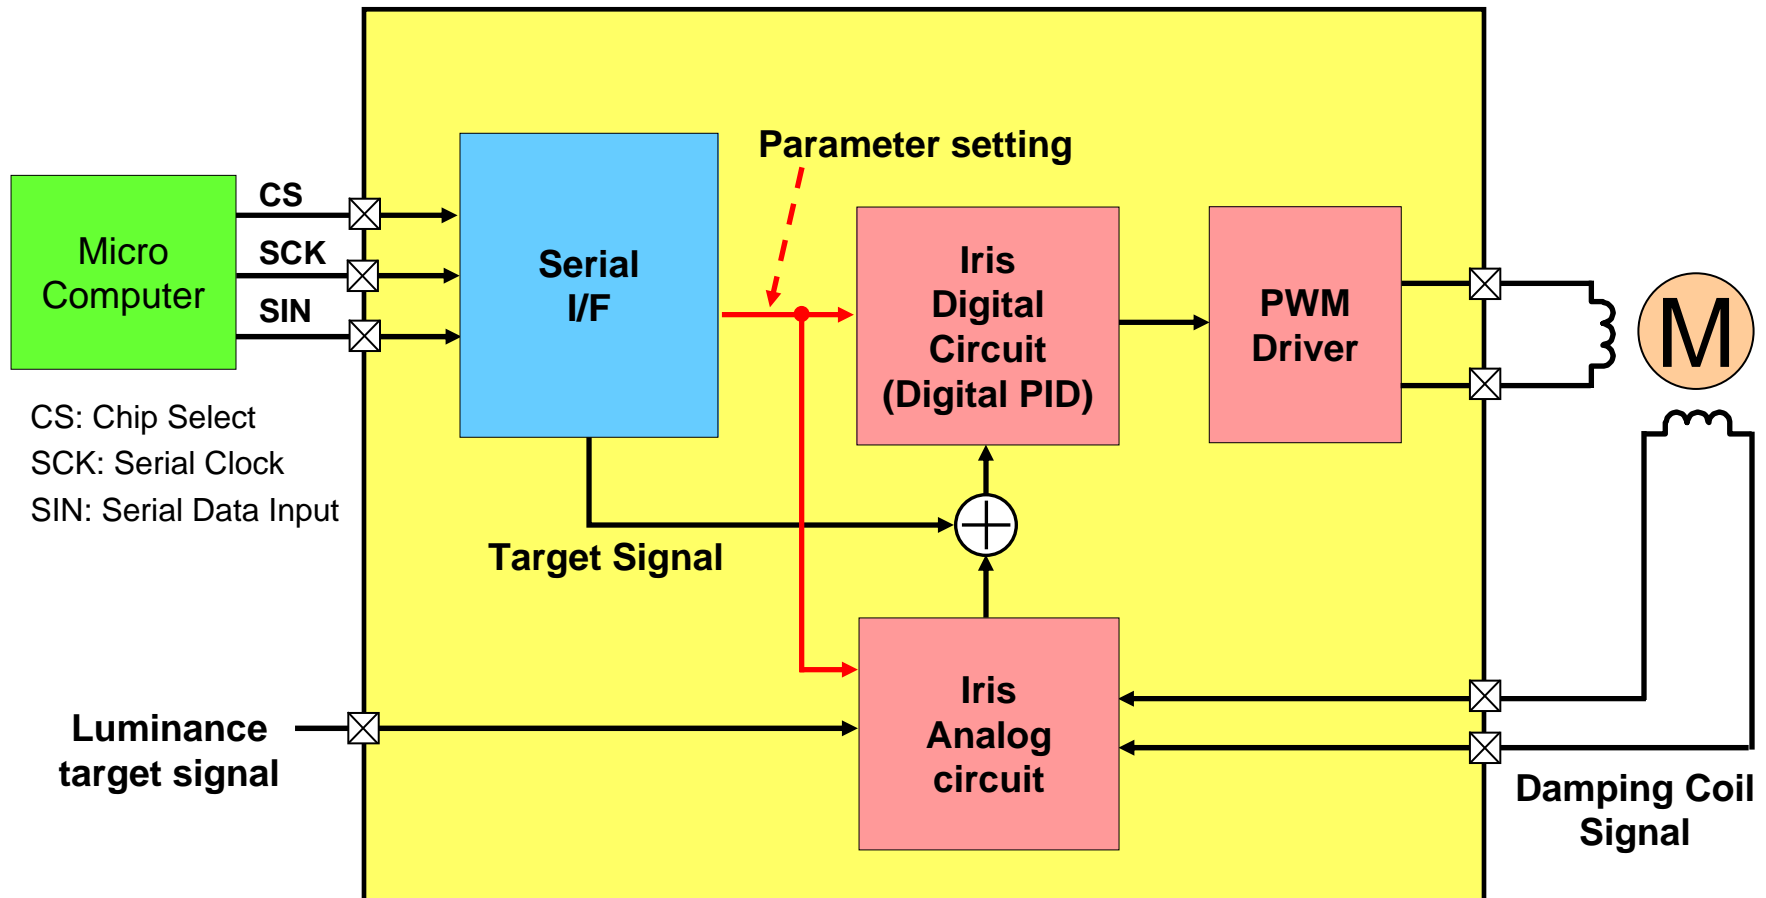 Parameter setting
Micro
Computer
CS
SCK
SIN
Serial
I/F
Iris
Digital
Circuit
(Digital PID)
PWM
Driver
M
CS: Chip Select
SCK: Serial Clock
SIN: Serial Data Input
Target Signal
Luminance
target signal
Iris
Analog
circuit
Damping Coil
Signal